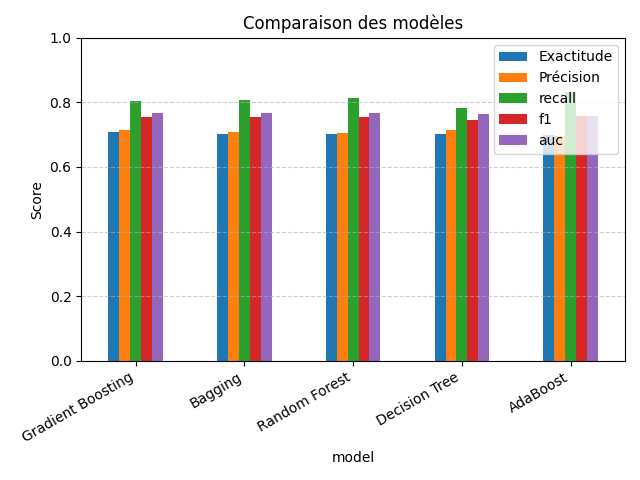 Comparaison des modèles
Score
1.0
0.8
0.6
0.4
0.2
0.0
Exactitude
Précision
recall
f1
auc
Gradient Boosting
Bagging
Random Forest
Decision Tree
AdaBoost
model